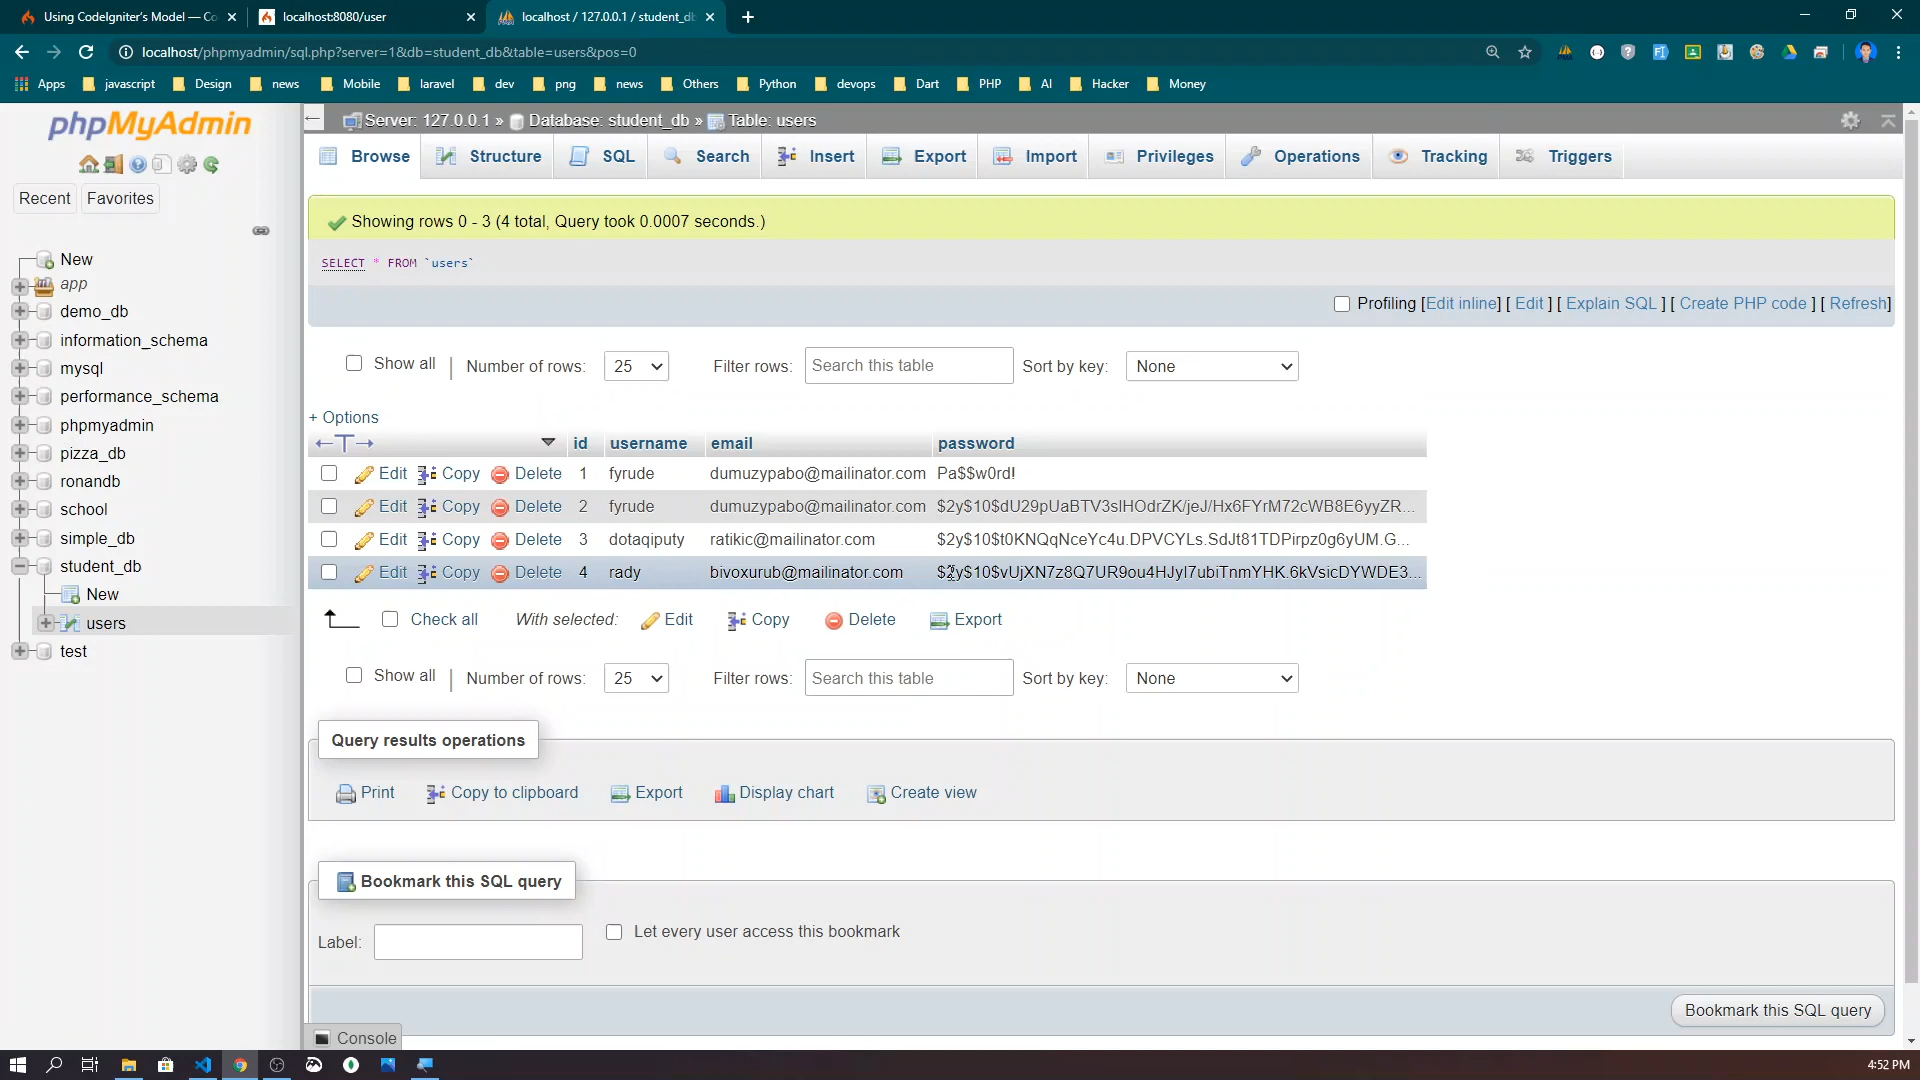 Using CodeIgniter's Model — Co
localhost:8080/user
localhost / 127.0.0.1 / student_db
localhost/phpmyadmin/sql.php?server=1&db=student_db&table=users&pos=0
Apps javascript Design news Mobile laravel dev png news Others Python devops Dart PHP AI Hacker Money
phpMyAdmin
Recent Favorites
New
app
demo_db
information_schema
mysql
performance_schema
phpmyadmin
pizza_db
ronandb
school
simple_db
student_db
New
users
test
Server: 127.0.0.1 » Database: student_db » Table: users
Browse Structure SQL Search Insert Export Import Privileges Operations Tracking Triggers
Showing rows 0 - 3 (4 total, Query took 0.0007 seconds.)
SELECT * FROM `users`
Profiling [Edit inline] [ Edit ] [ Explain SQL ] [ Create PHP code ] [ Refresh]
Show all | Number of rows: 25 Filter rows: Search this table Sort by key: None
+ Options
←T→ id username email password
Edit Copy Delete 1 fyrude dumuzypabo@mailinator.com Pa$$w0rd!
Edit Copy Delete 2 fyrude dumuzypabo@mailinator.com $2y$10$dU29pUaBTV3slHOdrZK/jeJ/Hx6FYrM72cWB8E6yyZR...
Edit Copy Delete 3 dotaqiputy ratikic@mailinator.com $2y$10$t0KNQqNceYc4u.DPVCYLs.SdJt81TDPirpz0g6yUM.G...
Edit Copy Delete 4 rady bivoxurub@mailinator.com $2y$10$vUjXN7z8Q7UR9ou4HJyl7ubiTnmYHK.6kVsicDYWDE3...
Check all With selected: Edit Copy Delete Export
Show all | Number of rows: 25 Filter rows: Search this table Sort by key: None
Query results operations
Print Copy to clipboard Export Display chart Create view
Bookmark this SQL query
Label: Let every user access this bookmark
Bookmark this SQL query
Console
4:52 PM